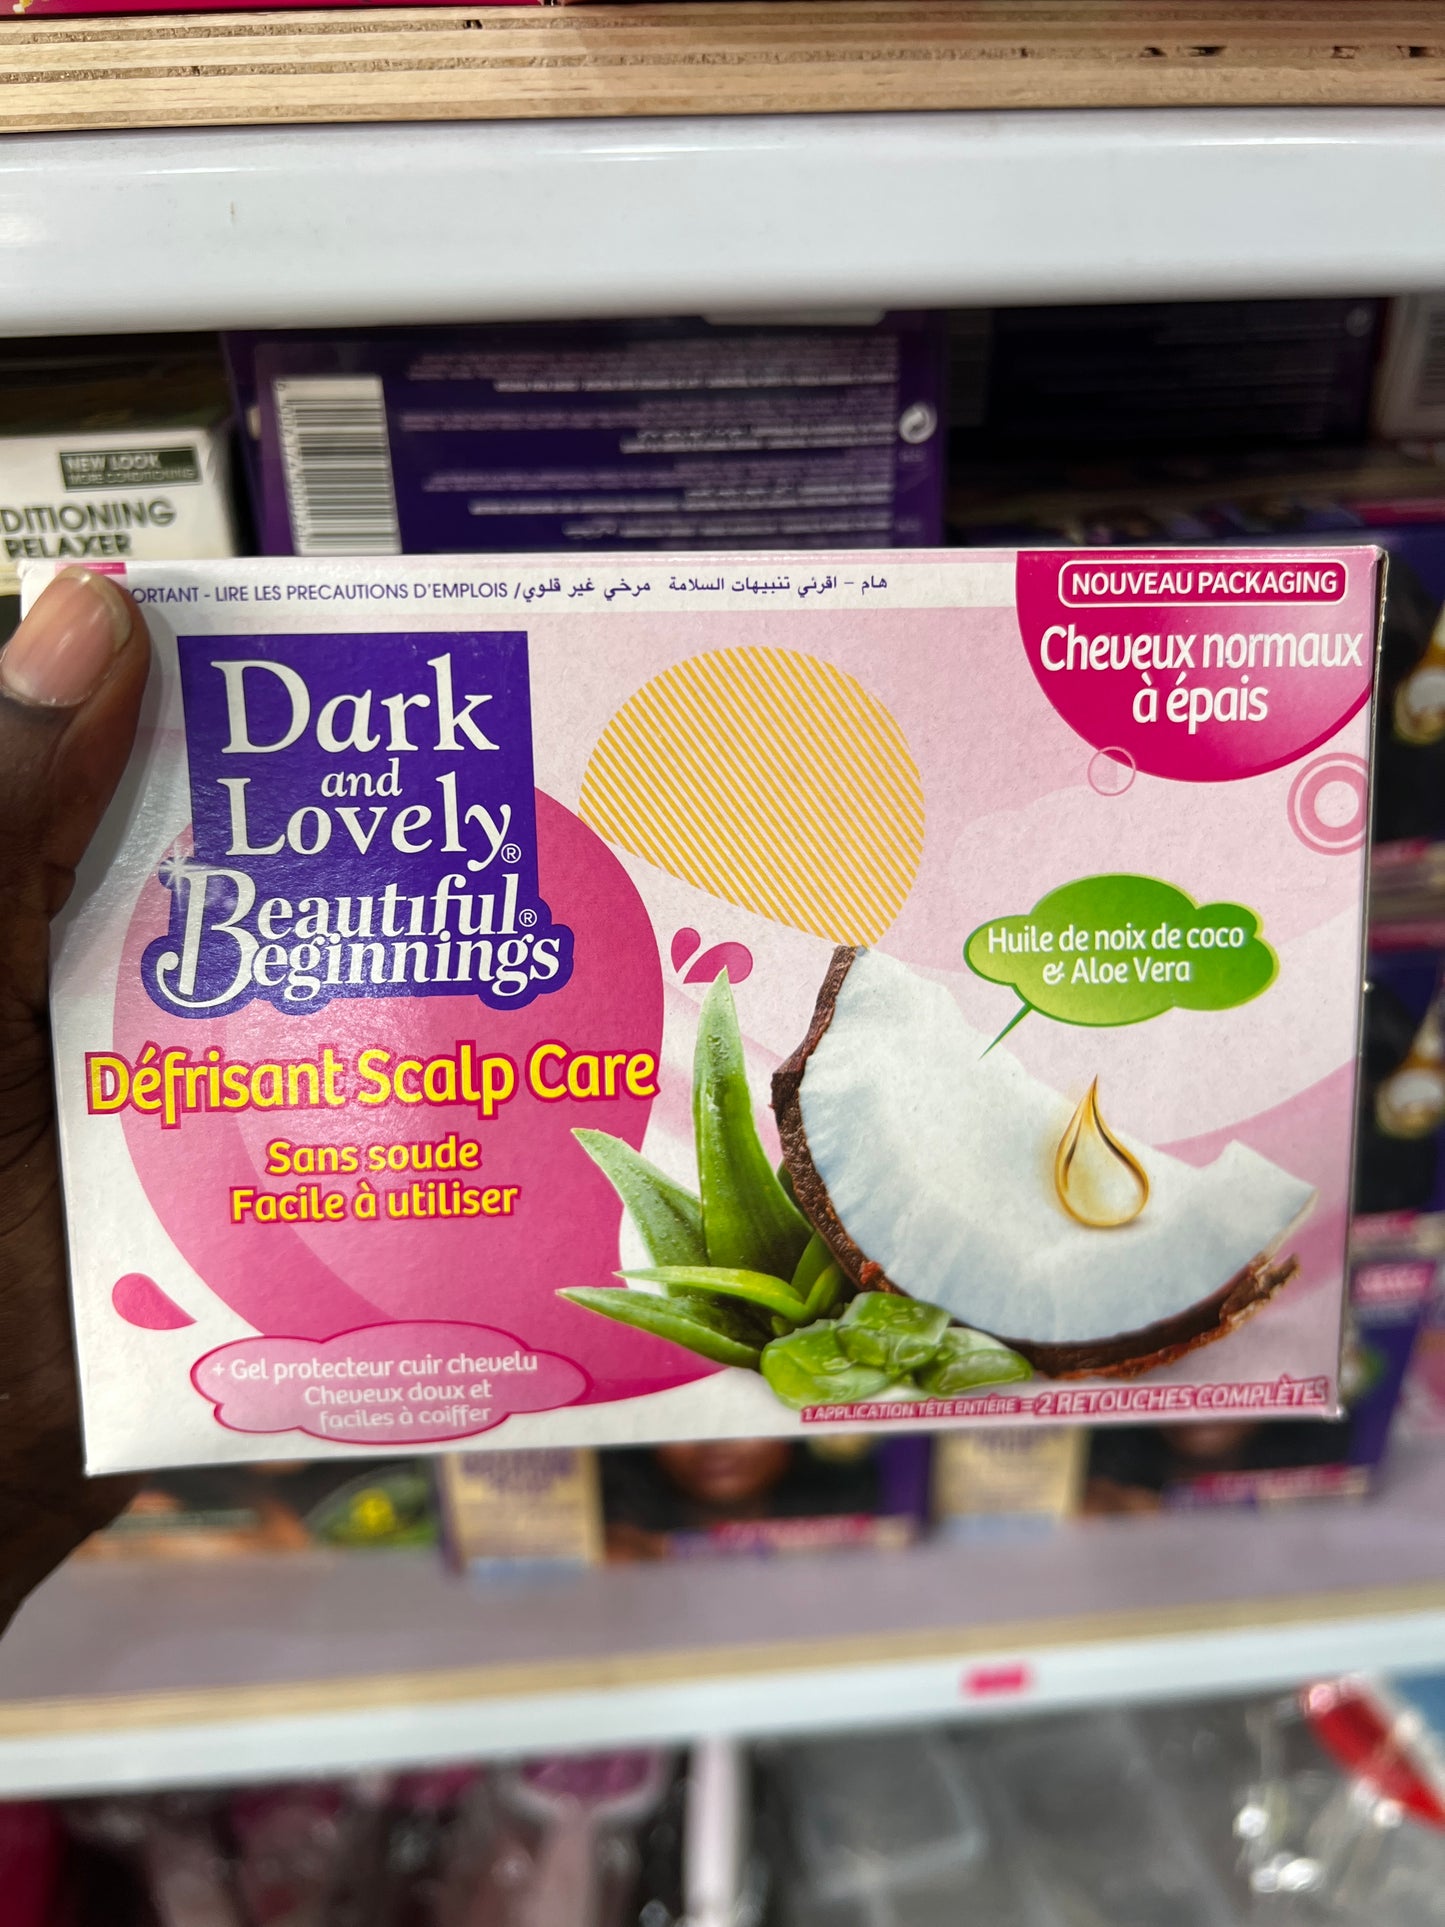 NEW LOOK
MORE CONDITIONING
DITIONING
RELAXER
ORTANT - LIRE LES PRECAUTIONS D'EMPLOIS / هام - اقرئي تنبيهات السلامة مرخي غير قلوي
NOUVEAU PACKAGING
Cheveux normaux
à épais
Dark
and
Lovely®
Beautiful®
Beginnings
Huile de noix de coco
& Aloe Vera
Défrisant Scalp Care
Sans soude
Facile à utiliser
+ Gel protecteur cuir chevelu
Cheveux doux et
faciles à coiffer
1 APPLICATION TÊTE ENTIÈRE = 2 RETOUCHES COMPLÈTES